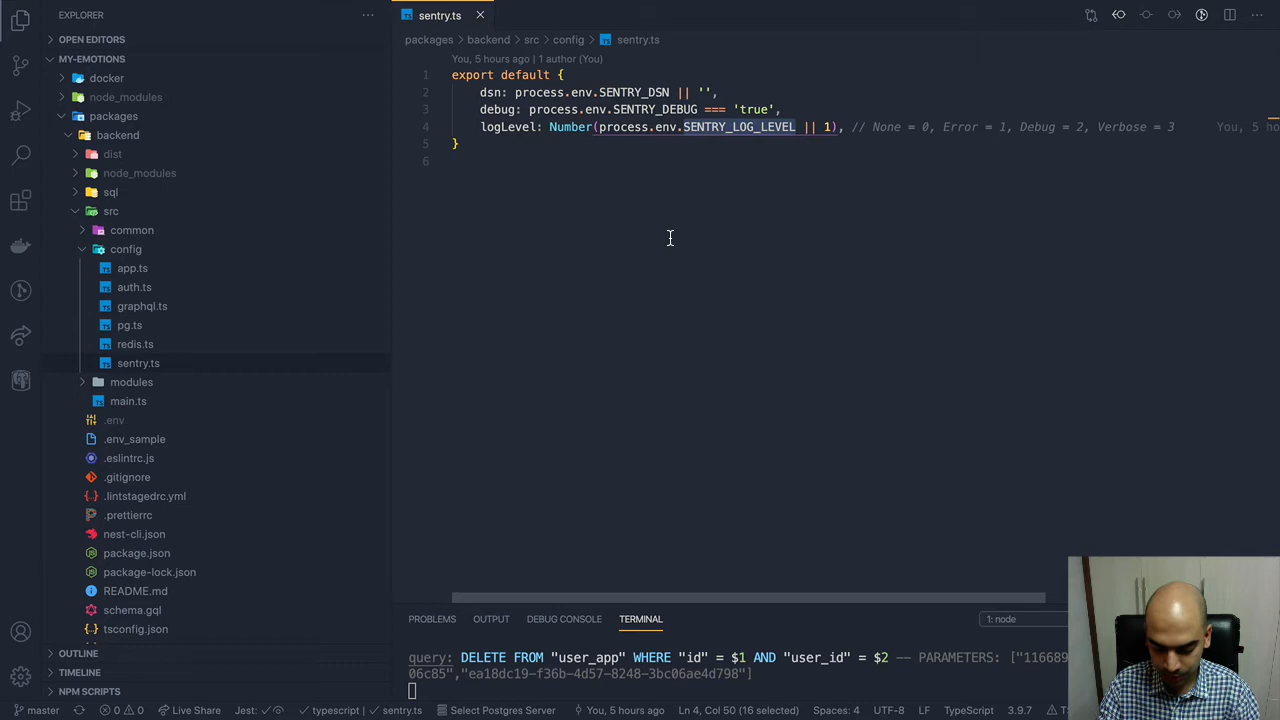 EXPLORER
OPEN EDITORS
MY-EMOTIONS
docker
node_modules
packages
backend
dist
node_modules
sql
src
common
config
app.ts
auth.ts
graphql.ts
pg.ts
redis.ts
sentry.ts
modules
main.ts
.env
.env_sample
.eslintrc.js
.gitignore
.lintstagedrc.yml
.prettierrc
nest-cli.json
package.json
package-lock.json
README.md
schema.gql
tsconfig.json
OUTLINE
TIMELINE
NPM SCRIPTS
sentry.ts
packages > backend > src > config > sentry.ts
You, 5 hours ago | 1 author (You)
1 export default {
2 dsn: process.env.SENTRY_DSN || '',
3 debug: process.env.SENTRY_DEBUG === 'true',
4 logLevel: Number(process.env.SENTRY_LOG_LEVEL || 1), // None = 0, Error = 1, Debug = 2, Verbose = 3 You, 5 h
5 }
6
PROBLEMS OUTPUT DEBUG CONSOLE TERMINAL 1: node
query: DELETE FROM "user_app" WHERE "id" = $1 AND "user_id" = $2 -- PARAMETERS: ["116689
06c85","ea18dc19-f36b-4d57-8248-3bc06ae4d798"]
master 0 0 Live Share Jest: typescript | sentry.ts Select Postgres Server You, 5 hours ago Ln 4, Col 50 (16 selected) Spaces: 4 UTF-8 LF TypeScript 3.9.7